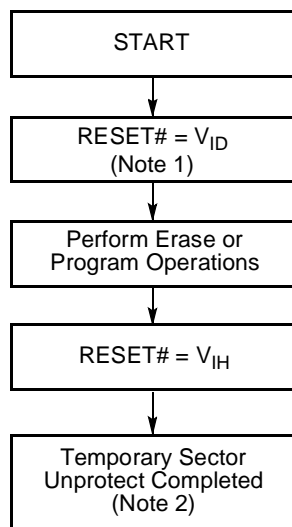 START
RESET# = VID
(Note 1)
Perform Erase or
Program Operations
RESET# = VIH
Temporary Sector
Unprotect Completed
(Note 2)